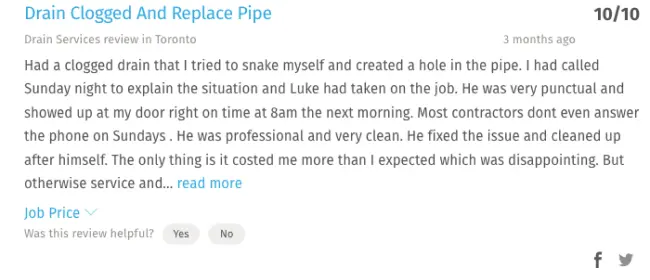 Drain Clogged And Replace Pipe
10/10
Drain Services review in Toronto
3 months ago
Had a clogged drain that I tried to snake myself and created a hole in the pipe. I had called
Sunday night to explain the situation and Luke had taken on the job. He was very punctual and
showed up at my door right on time at 8am the next morning. Most contractors dont even answer
the phone on Sundays . He was professional and very clean. He fixed the issue and cleaned up
after himself. The only thing is it costed me more than I expected which was disappointing. But
otherwise service and... read more
Job Price
Was this review helpful? Yes No